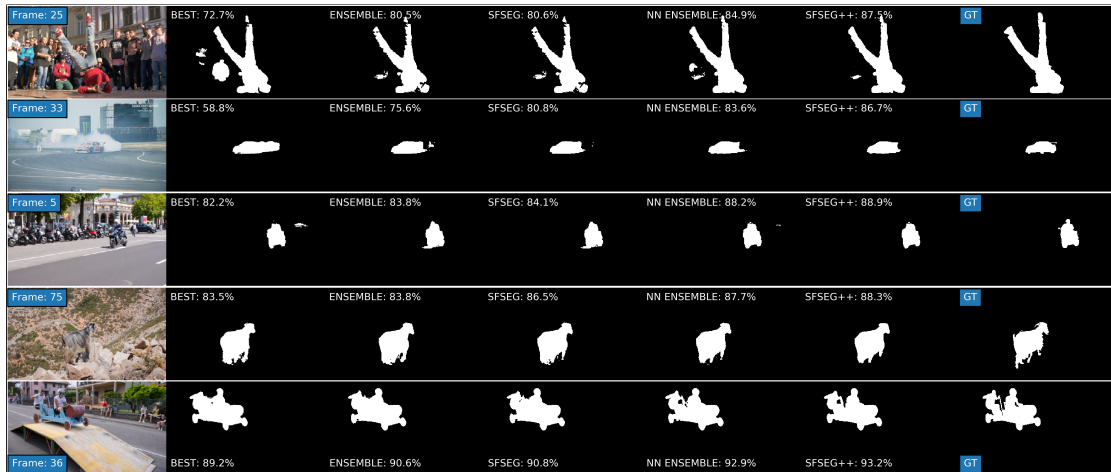 Frame: 25 BEST: 72.7% ENSEMBLE: 80.5% SFSEG: 80.6% NN ENSEMBLE: 84.9% SFSEG++: 87.5% GT
Frame: 33 BEST: 58.8% ENSEMBLE: 75.6% SFSEG: 80.8% NN ENSEMBLE: 83.6% SFSEG++: 86.7% GT
Frame: 5 BEST: 82.2% ENSEMBLE: 83.8% SFSEG: 84.1% NN ENSEMBLE: 88.2% SFSEG++: 88.9% GT
Frame: 75 BEST: 83.5% ENSEMBLE: 83.8% SFSEG: 86.5% NN ENSEMBLE: 87.7% SFSEG++: 88.3% GT
Frame: 36 BEST: 89.2% ENSEMBLE: 90.6% SFSEG: 90.8% NN ENSEMBLE: 92.9% SFSEG++: 93.2% GT